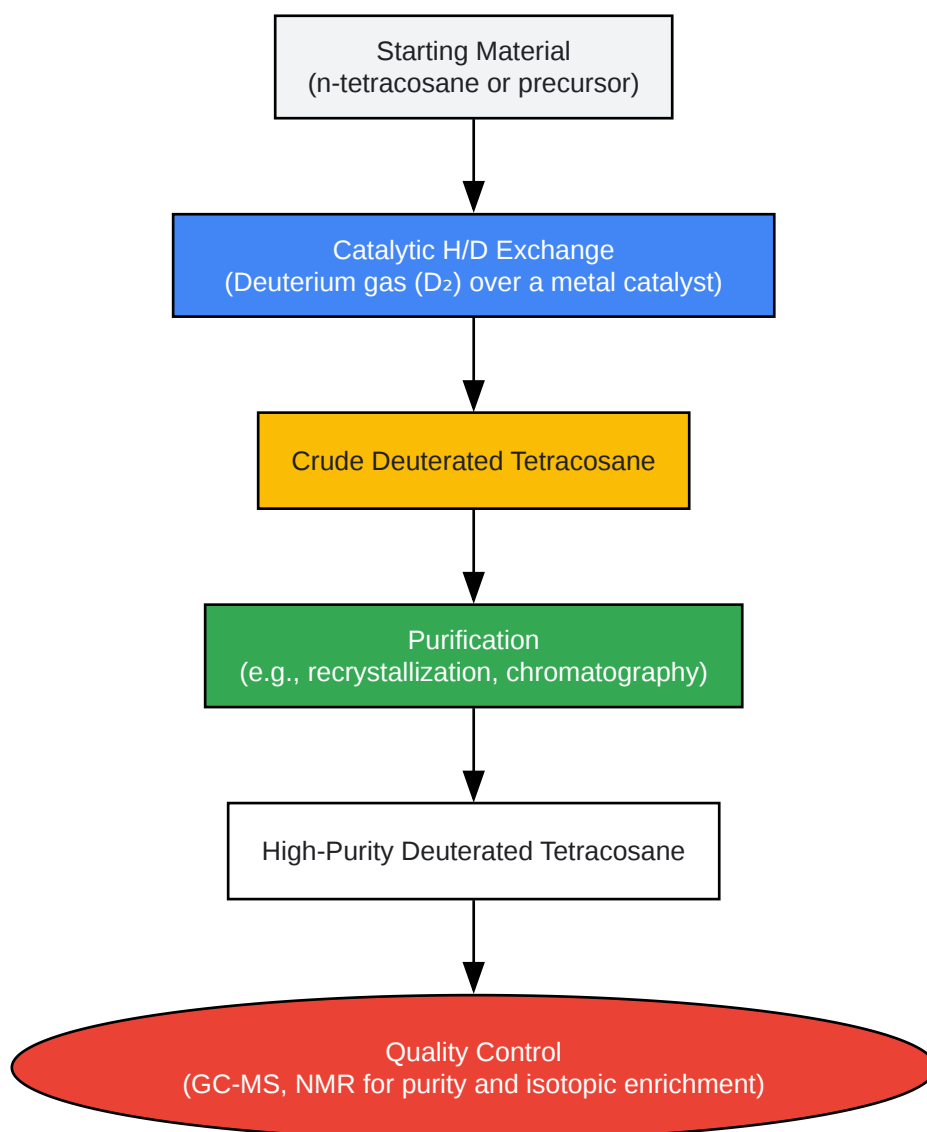 Starting Material
(n-tetracosane or precursor)
Catalytic H/D Exchange
(Deuterium gas (D₂) over a metal catalyst)
Crude Deuterated Tetracosane
Purification
(e.g., recrystallization, chromatography)
High-Purity Deuterated Tetracosane
Quality Control
(GC-MS, NMR for purity and isotopic enrichment)